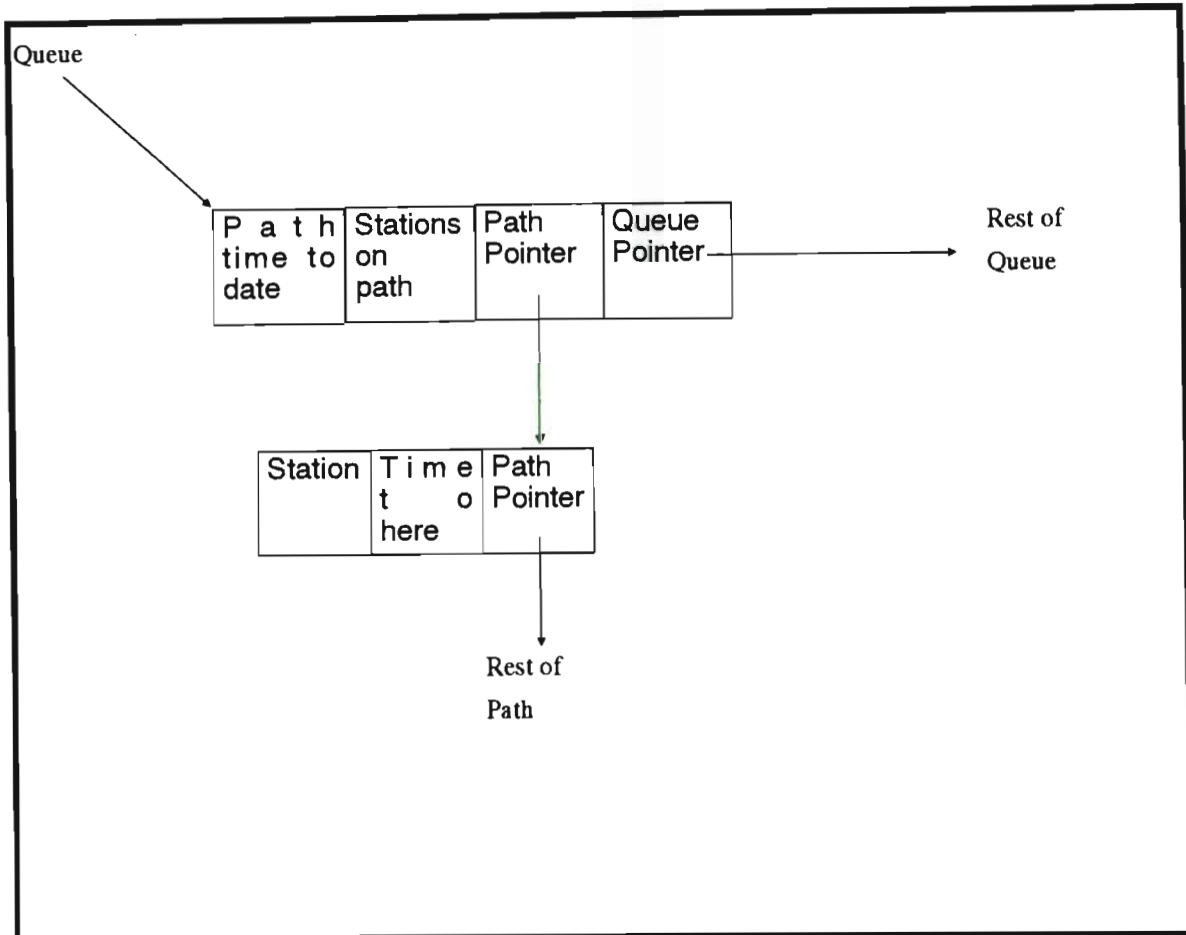 Queue
Path
time to
date
Stations
on
path
Path
Pointer
Queue
Pointer
Rest of
Queue
Station
Time
to
here
Path
Pointer
Rest of
Path